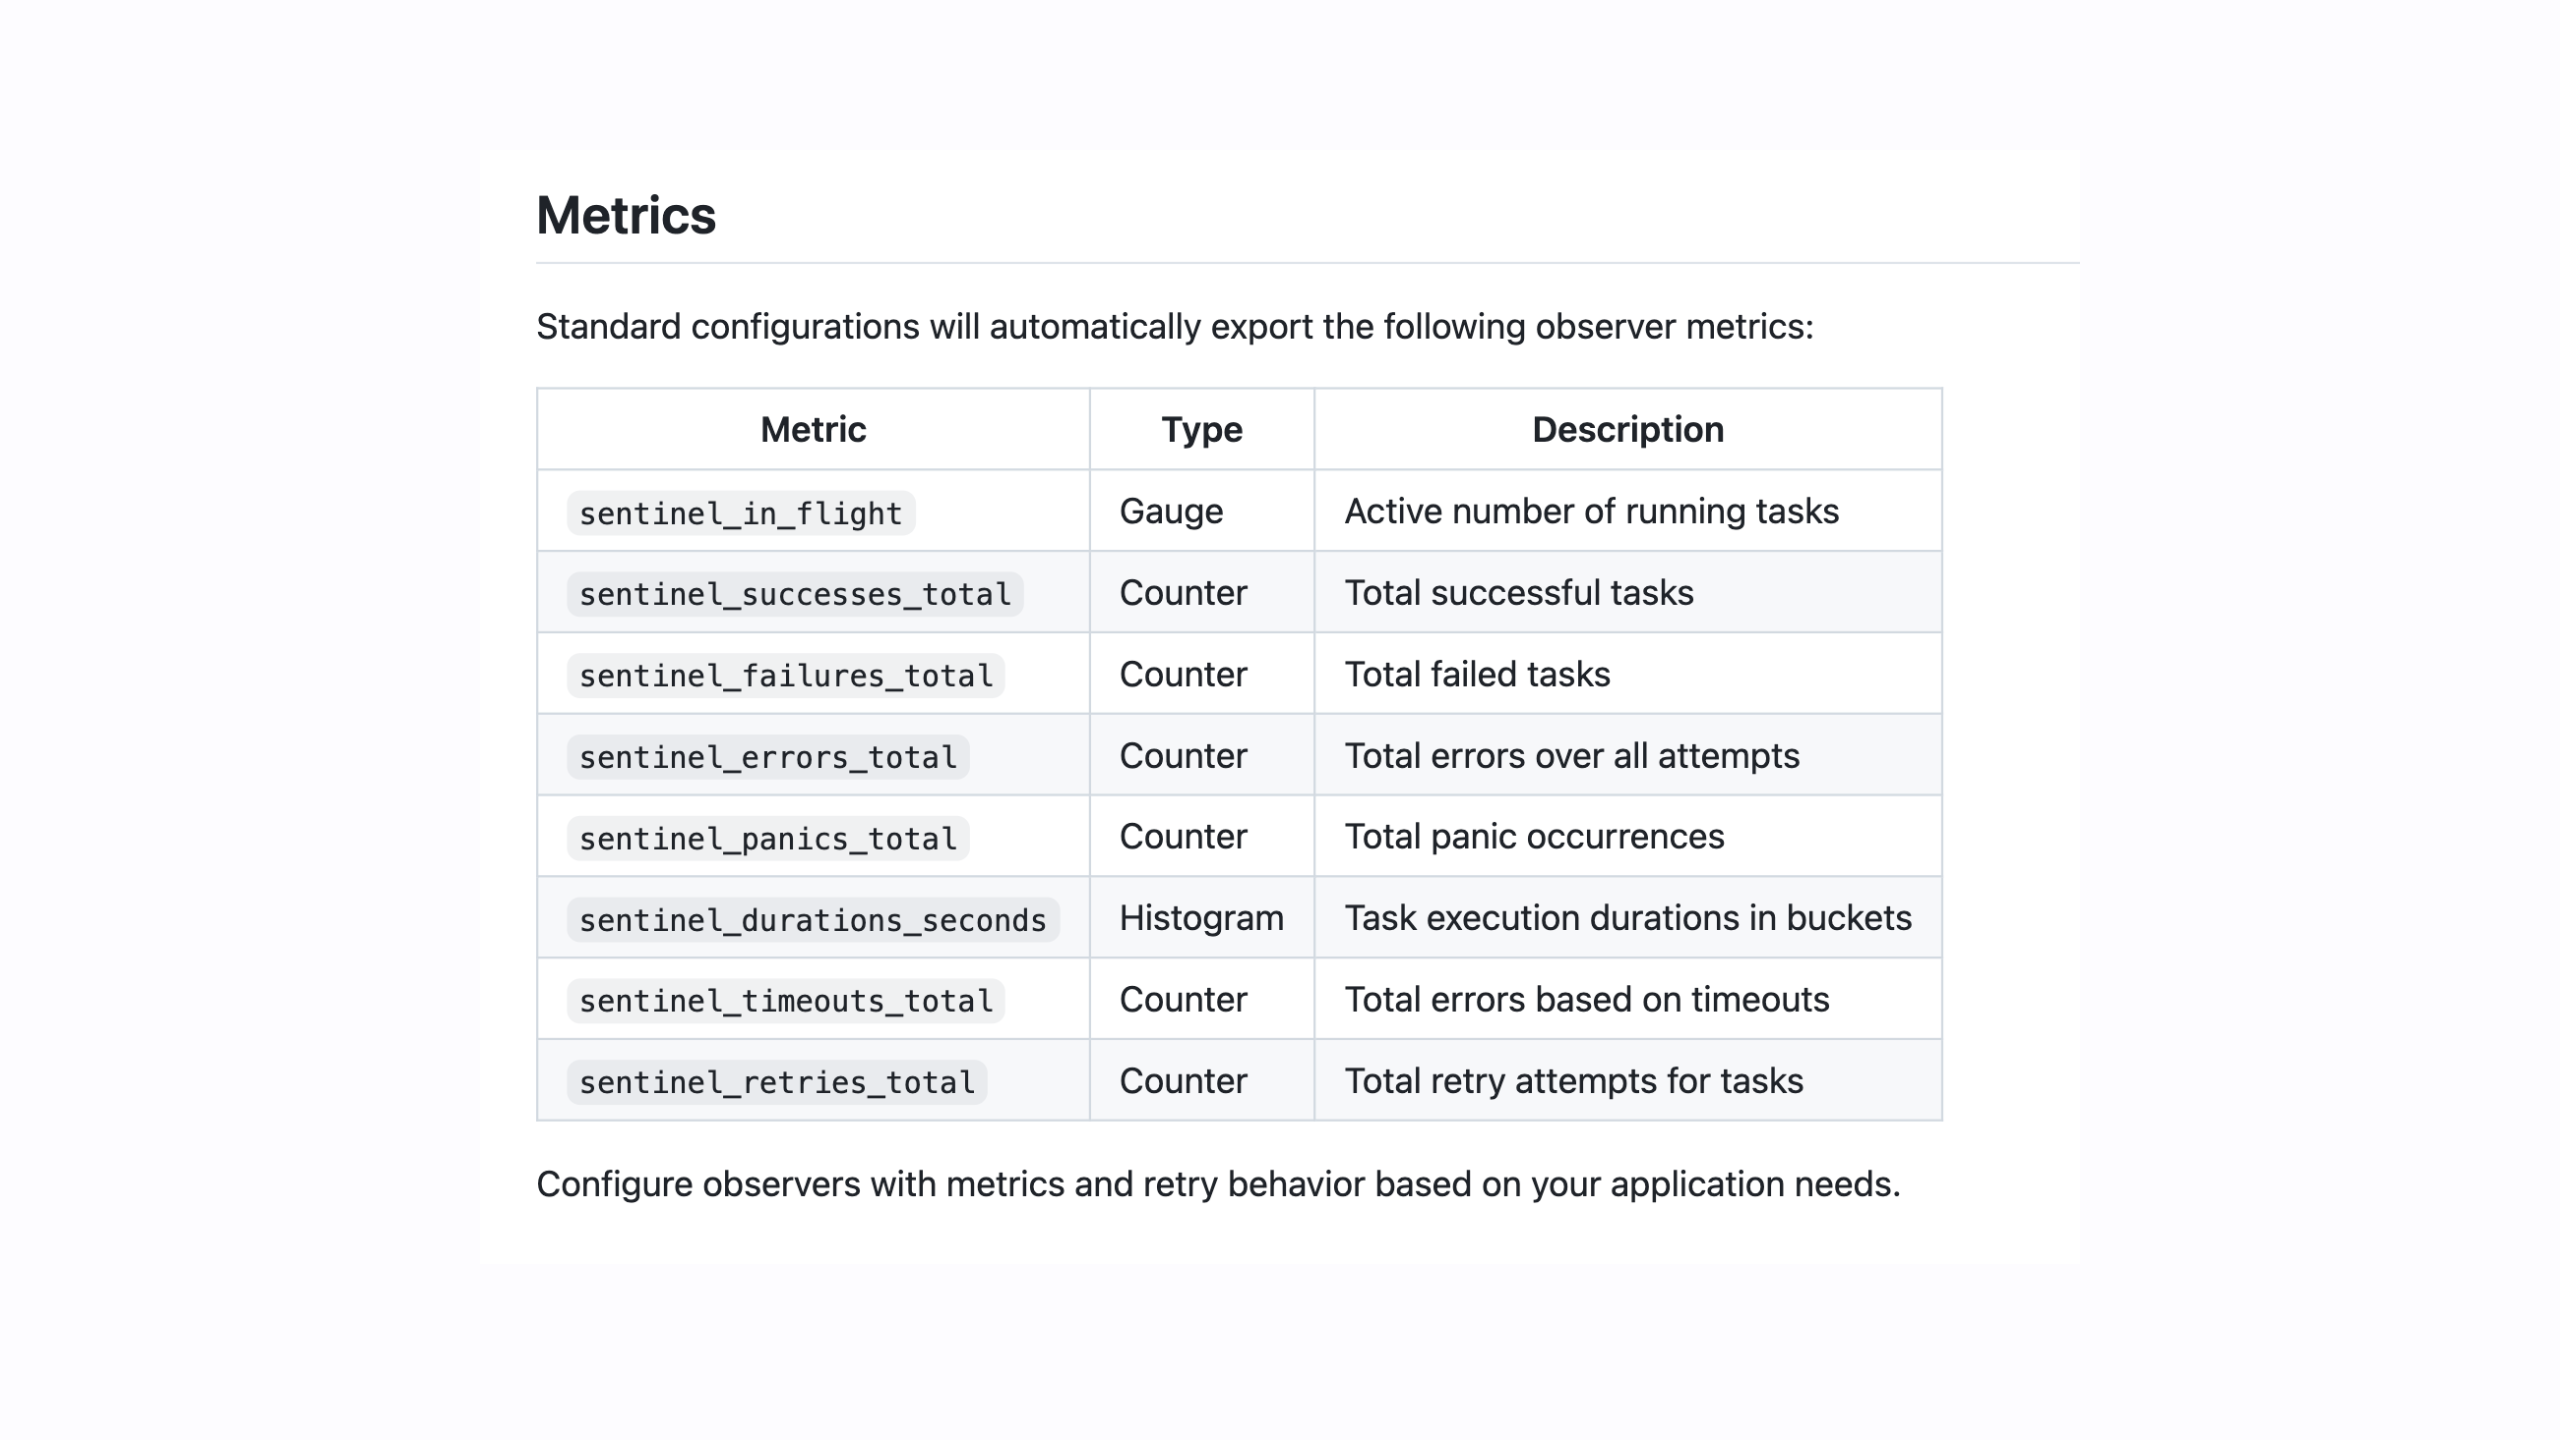 Metrics
Standard configurations will automatically export the following observer metrics:
Metric Type Description
sentinel_in_flight Gauge Active number of running tasks
sentinel_successes_total Counter Total successful tasks
sentinel_failures_total Counter Total failed tasks
sentinel_errors_total Counter Total errors over all attempts
sentinel_panics_total Counter Total panic occurrences
sentinel_durations_seconds Histogram Task execution durations in buckets
sentinel_timeouts_total Counter Total errors based on timeouts
sentinel_retries_total Counter Total retry attempts for tasks
Configure observers with metrics and retry behavior based on your application needs.